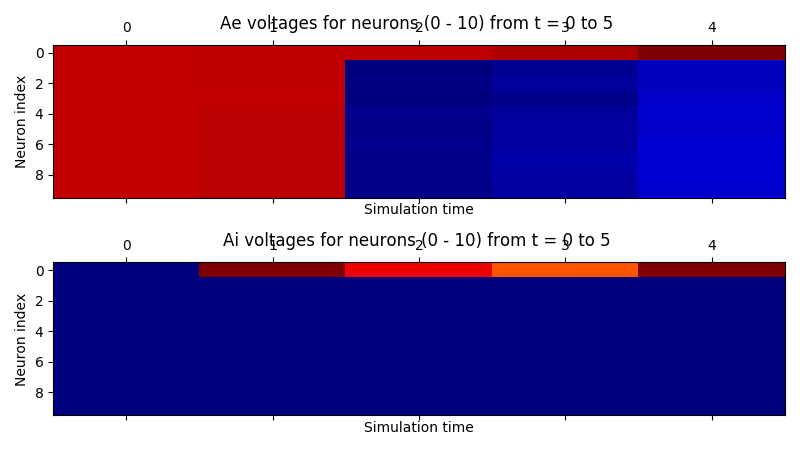 Ae voltages for neurons (0 - 10) from t = 0 to 5
0 1 2 3 4
0
2
4
6
8
Neuron index
Simulation time
Ai voltages for neurons (0 - 10) from t = 0 to 5
0 1 2 3 4
0
2
4
6
8
Neuron index
Simulation time